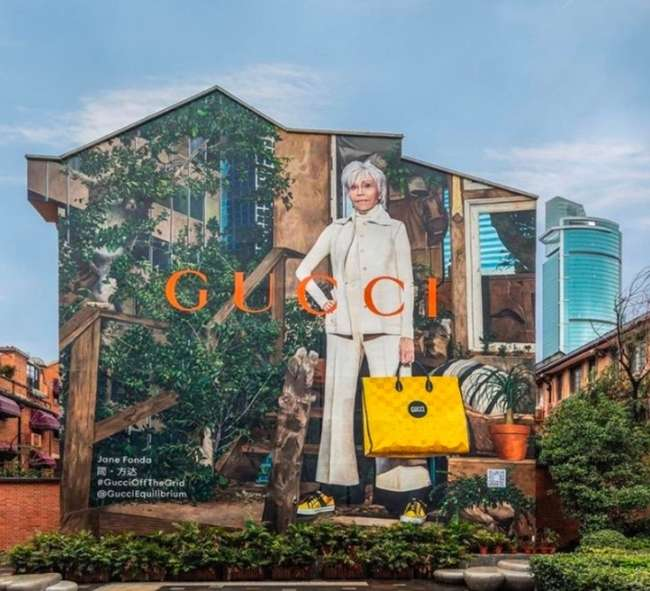 GUCCI
GUCCI
Jane Fonda
简・方达
#GucciOffTheGrid
@GucciEquilibrium